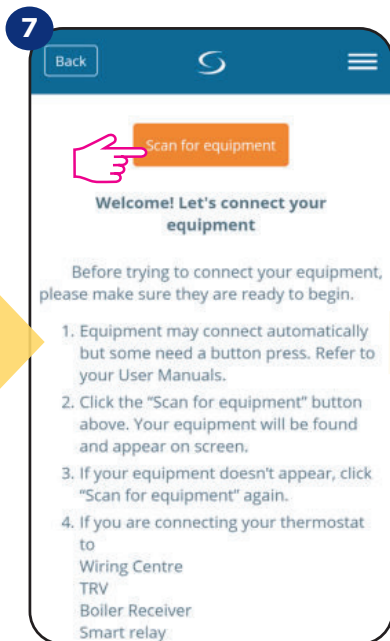 7
Back
Scan for equipment
Welcome! Let's connect your
equipment
Before trying to connect your equipment,
please make sure they are ready to begin.
1. Equipment may connect automatically
but some need a button press. Refer to
your User Manuals.
2. Click the “Scan for equipment” button
above. Your equipment will be found
and appear on screen.
3. If your equipment doesn't appear, click
“Scan for equipment” again.
4. If you are connecting your thermostat
to
Wiring Centre
TRV
Boiler Receiver
Smart relay